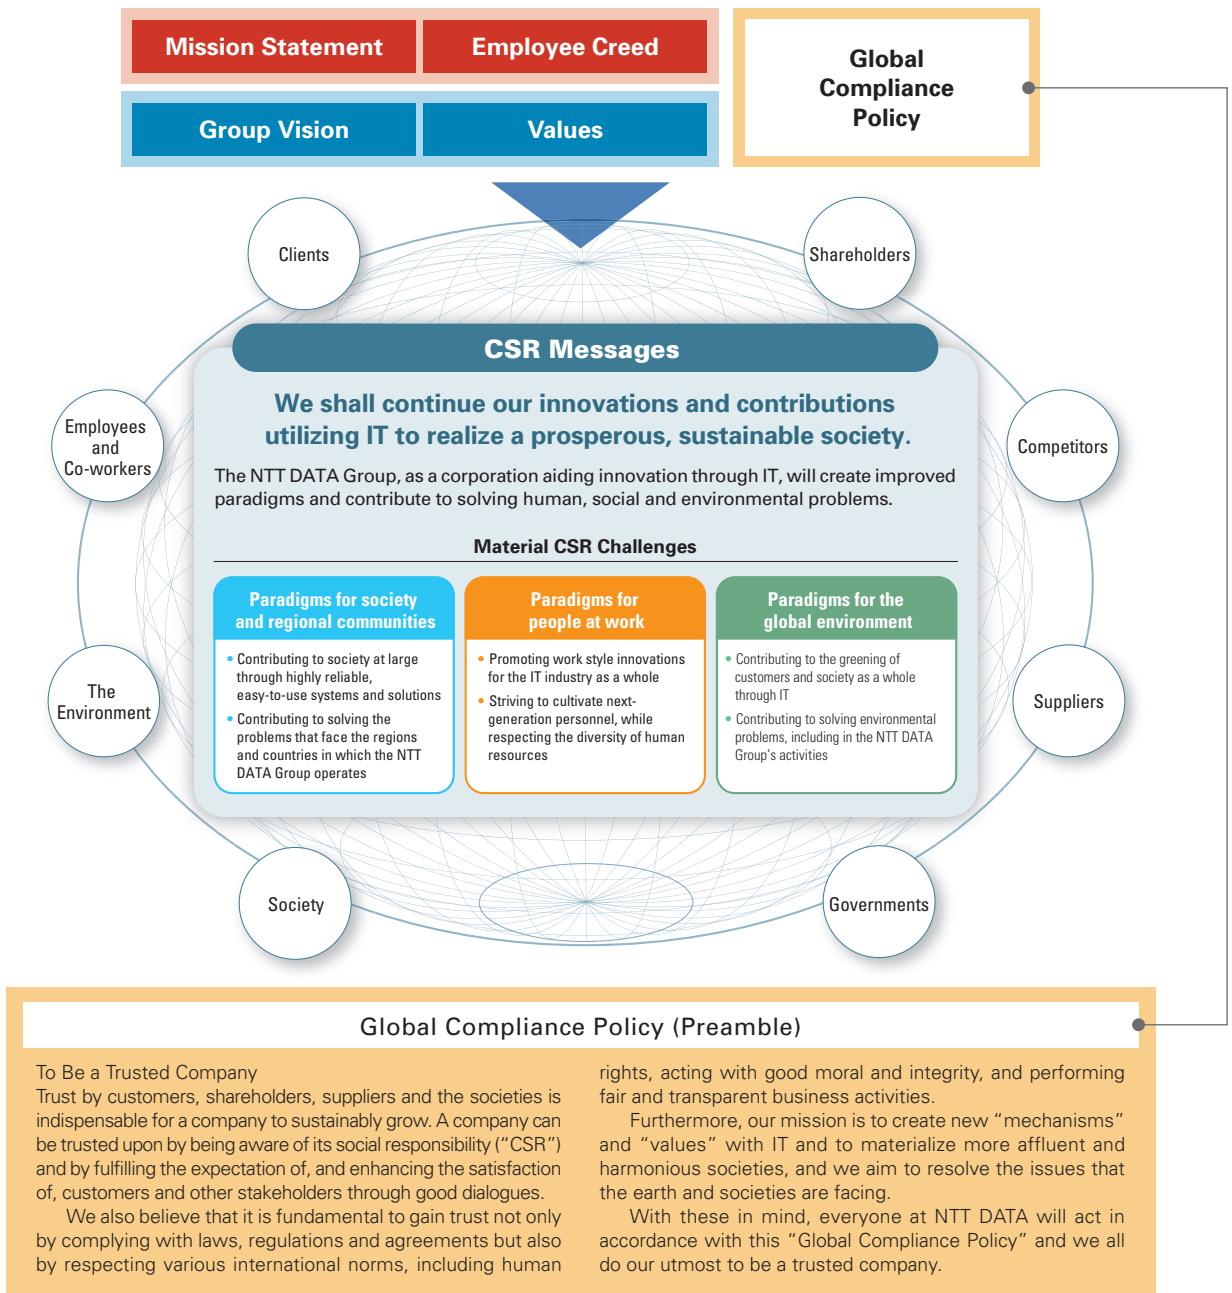 Mission Statement
Employee Creed
Group Vision
Values
Global
Compliance
Policy
Clients
Shareholders
Employees
and
Co-workers
Competitors
The
Environment
Suppliers
Society
Governments
CSR Messages
We shall continue our innovations and contributions
utilizing IT to realize a prosperous, sustainable society.
The NTT DATA Group, as a corporation aiding innovation through IT, will create improved
paradigms and contribute to solving human, social and environmental problems.
Material CSR Challenges
Paradigms for society
and regional communities
• Contributing to society at large
through highly reliable,
easy-to-use systems and solutions
• Contributing to solving the
problems that face the regions
and countries in which the NTT
DATA Group operates
Paradigms for
people at work
• Promoting work style innovations
for the IT industry as a whole
• Striving to cultivate next-
generation personnel, while
respecting the diversity of human
resources
Paradigms for the
global environment
• Contributing to the greening of
customers and society as a whole
through IT
• Contributing to solving environmental
problems, including in the NTT DATA
Group's activities
Global Compliance Policy (Preamble)
To Be a Trusted Company
Trust by customers, shareholders, suppliers and the societies is
indispensable for a company to sustainably grow. A company can
be trusted upon by being aware of its social responsibility (“CSR”)
and by fulfilling the expectation of, and enhancing the satisfaction
of, customers and other stakeholders through good dialogues.
We also believe that it is fundamental to gain trust not only
by complying with laws, regulations and agreements but also
by respecting various international norms, including human
rights, acting with good moral and integrity, and performing
fair and transparent business activities.
Furthermore, our mission is to create new “mechanisms”
and “values” with IT and to materialize more affluent and
harmonious societies, and we aim to resolve the issues that
the earth and societies are facing.
With these in mind, everyone at NTT DATA will act in
accordance with this “Global Compliance Policy” and we all
do our utmost to be a trusted company.